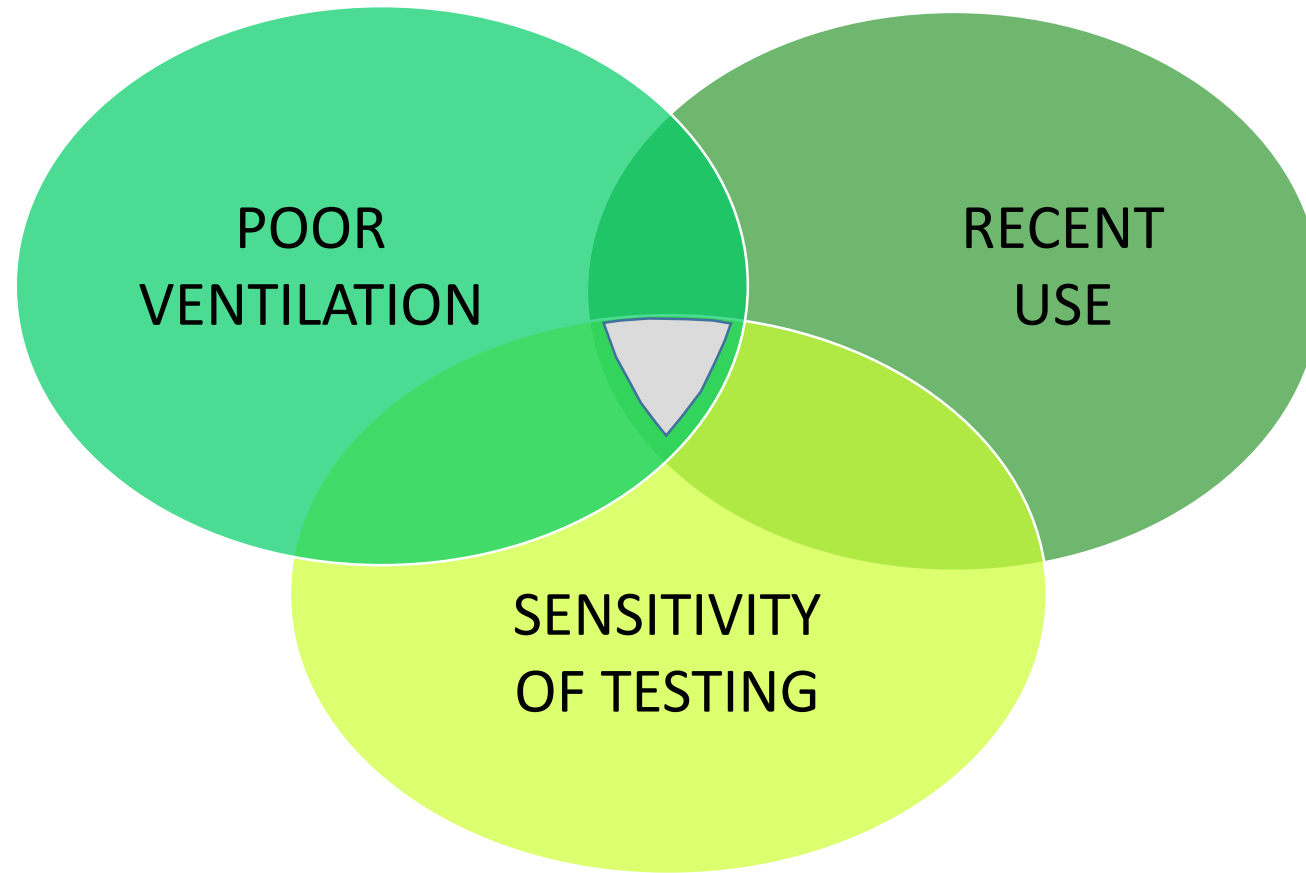 POOR
VENTILATION
RECENT
USE
SENSITIVITY
OF TESTING